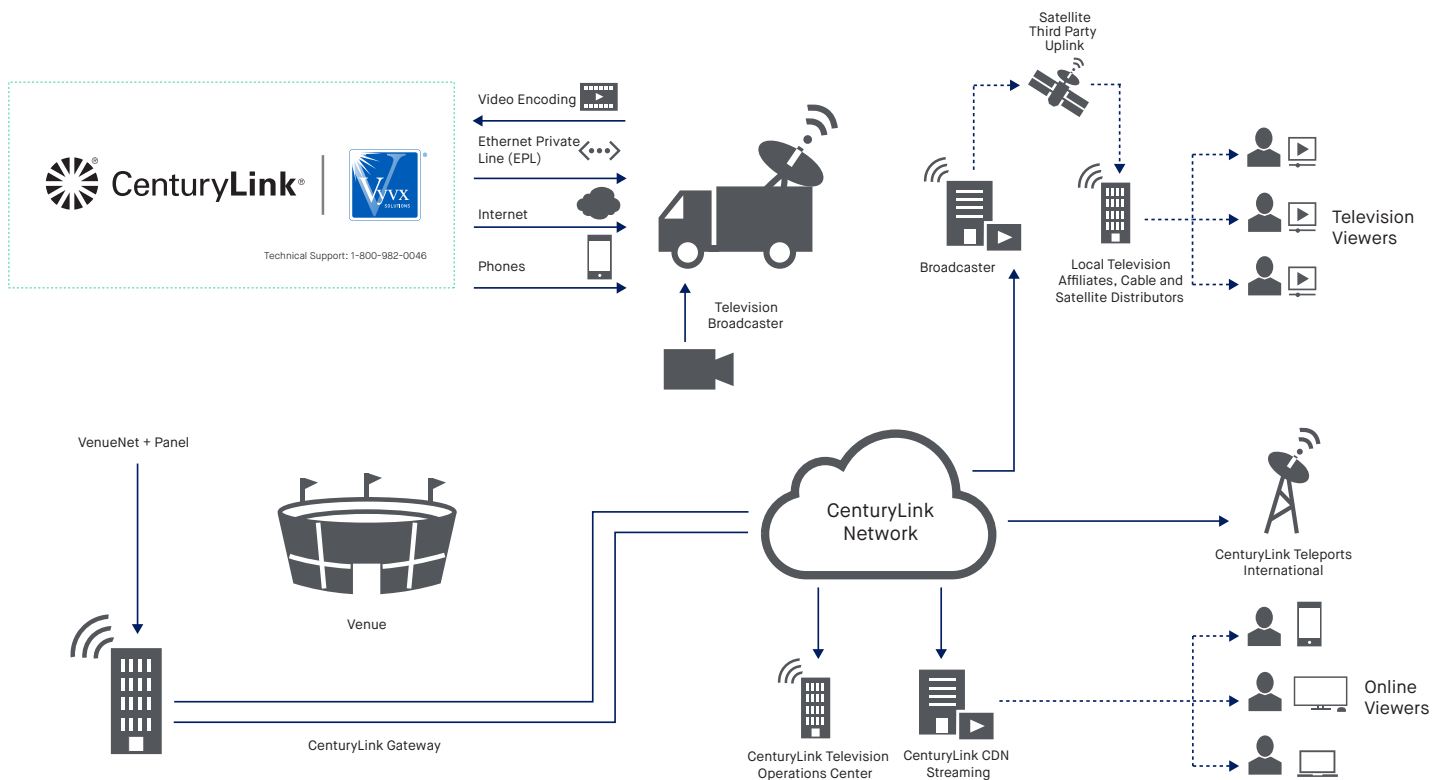 Satellite
Third Party
Uplink
Video Encoding
Ethernet Private
Line (EPL)
CenturyLink®
Vyvx
SOLUTIONS
®
Internet
Technical Support: 1-800-982-0046
Phones
Broadcaster
Local Television
Affiliates, Cable and
Satellite Distributors
Television
Viewers
Television
Broadcaster
VenueNet + Panel
Venue
CenturyLink
Network
CenturyLink Teleports
International
CenturyLink Gateway
CenturyLink Television
Operations Center
CenturyLink CDN
Streaming
Online
Viewers